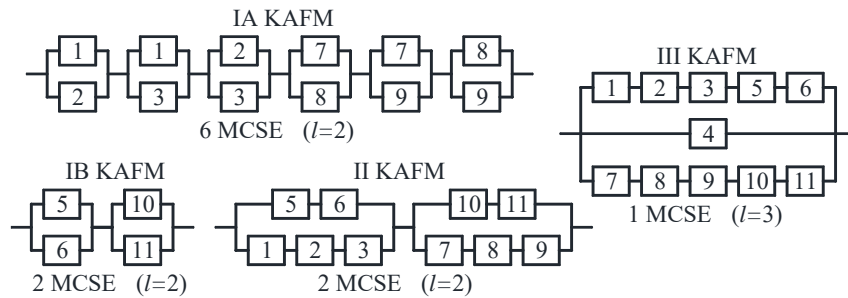 IA KAFM
1 1 2 7 7 8
2 3 3 8 9 9
6 MCSE (l=2)
III KAFM
1 2 3 5 6
4
7 8 9 10 11
1 MCSE (l=3)
IB KAFM
5 10
6 11
2 MCSE (l=2)
II KAFM
5 6 10 11
1 2 3 7 8 9
2 MCSE (l=2)